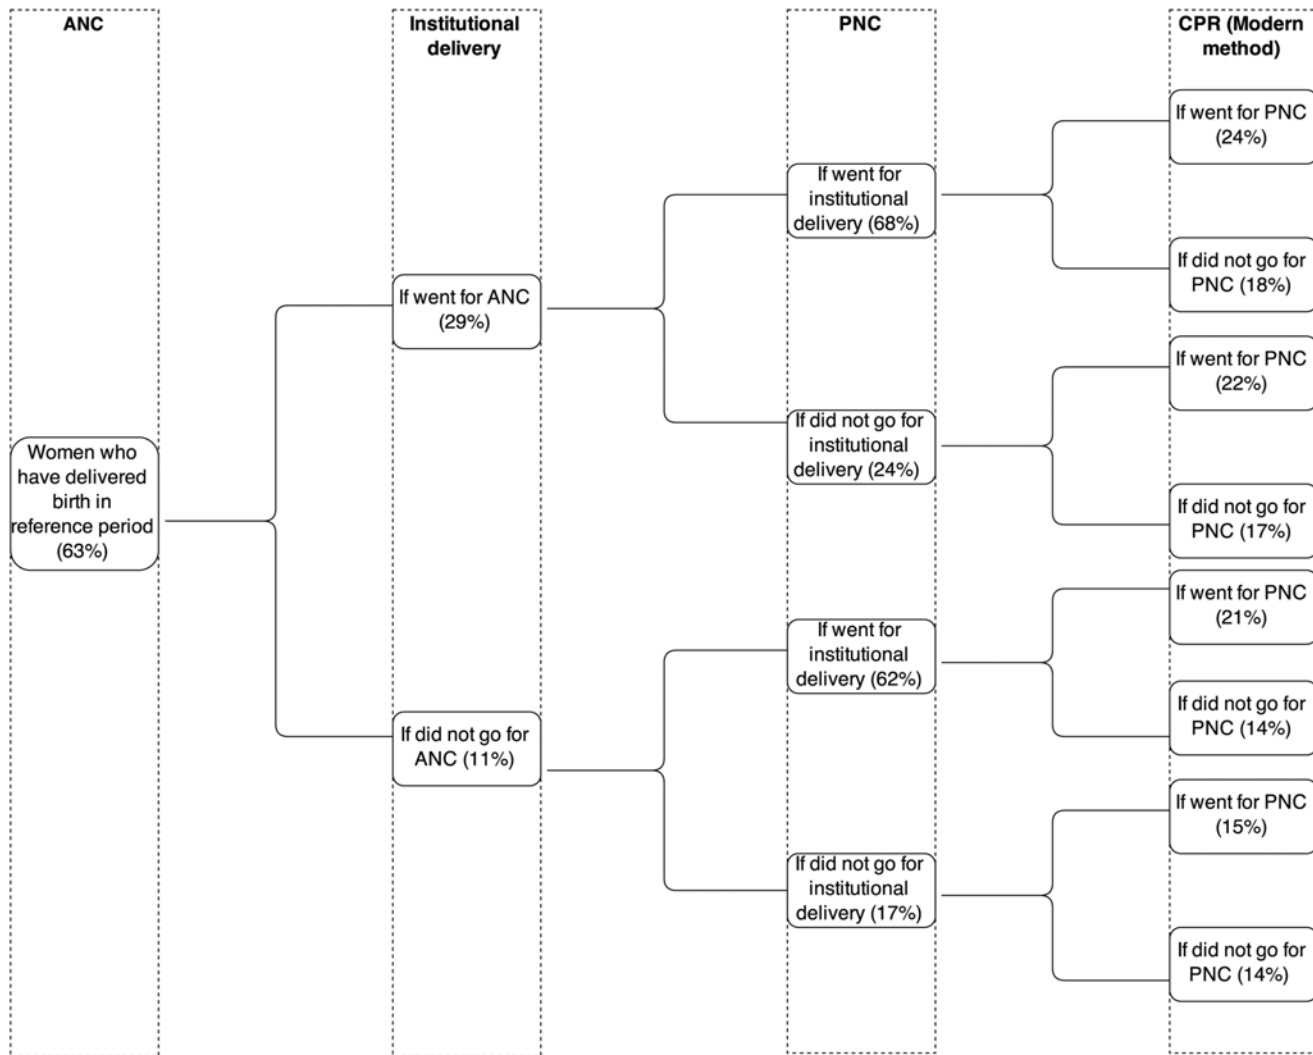 ANC
Institutional
delivery
PNC
CPR (Modern
method)
Women who
have delivered
birth in
reference period
(63%)
If went for ANC
(29%)
If did not go for
ANC (11%)
If went for
institutional
delivery (68%)
If did not go for
institutional
delivery (24%)
If went for
institutional
delivery (62%)
If did not go for
institutional
delivery (17%)
If went for PNC
(24%)
If did not go for
PNC (18%)
If went for PNC
(22%)
If did not go for
PNC (17%)
If went for PNC
(21%)
If did not go for
PNC (14%)
If went for PNC
(15%)
If did not go for
PNC (14%)